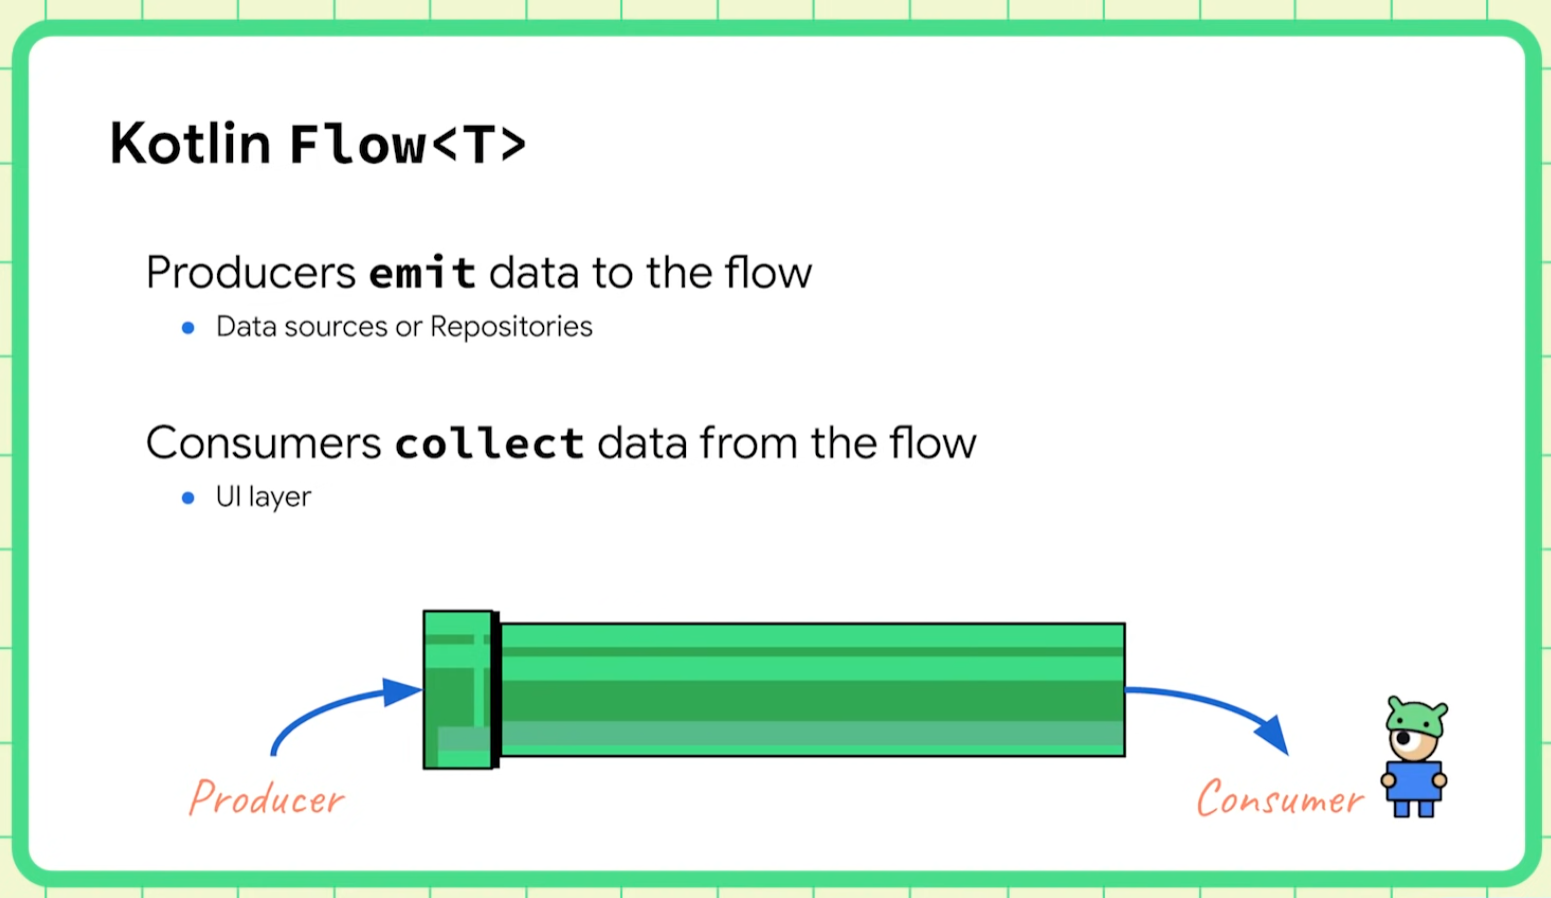 Kotlin Flow<T>
Producers emit data to the flow
• Data sources or Repositories
Consumers collect data from the flow
• UI layer
Producer
Consumer